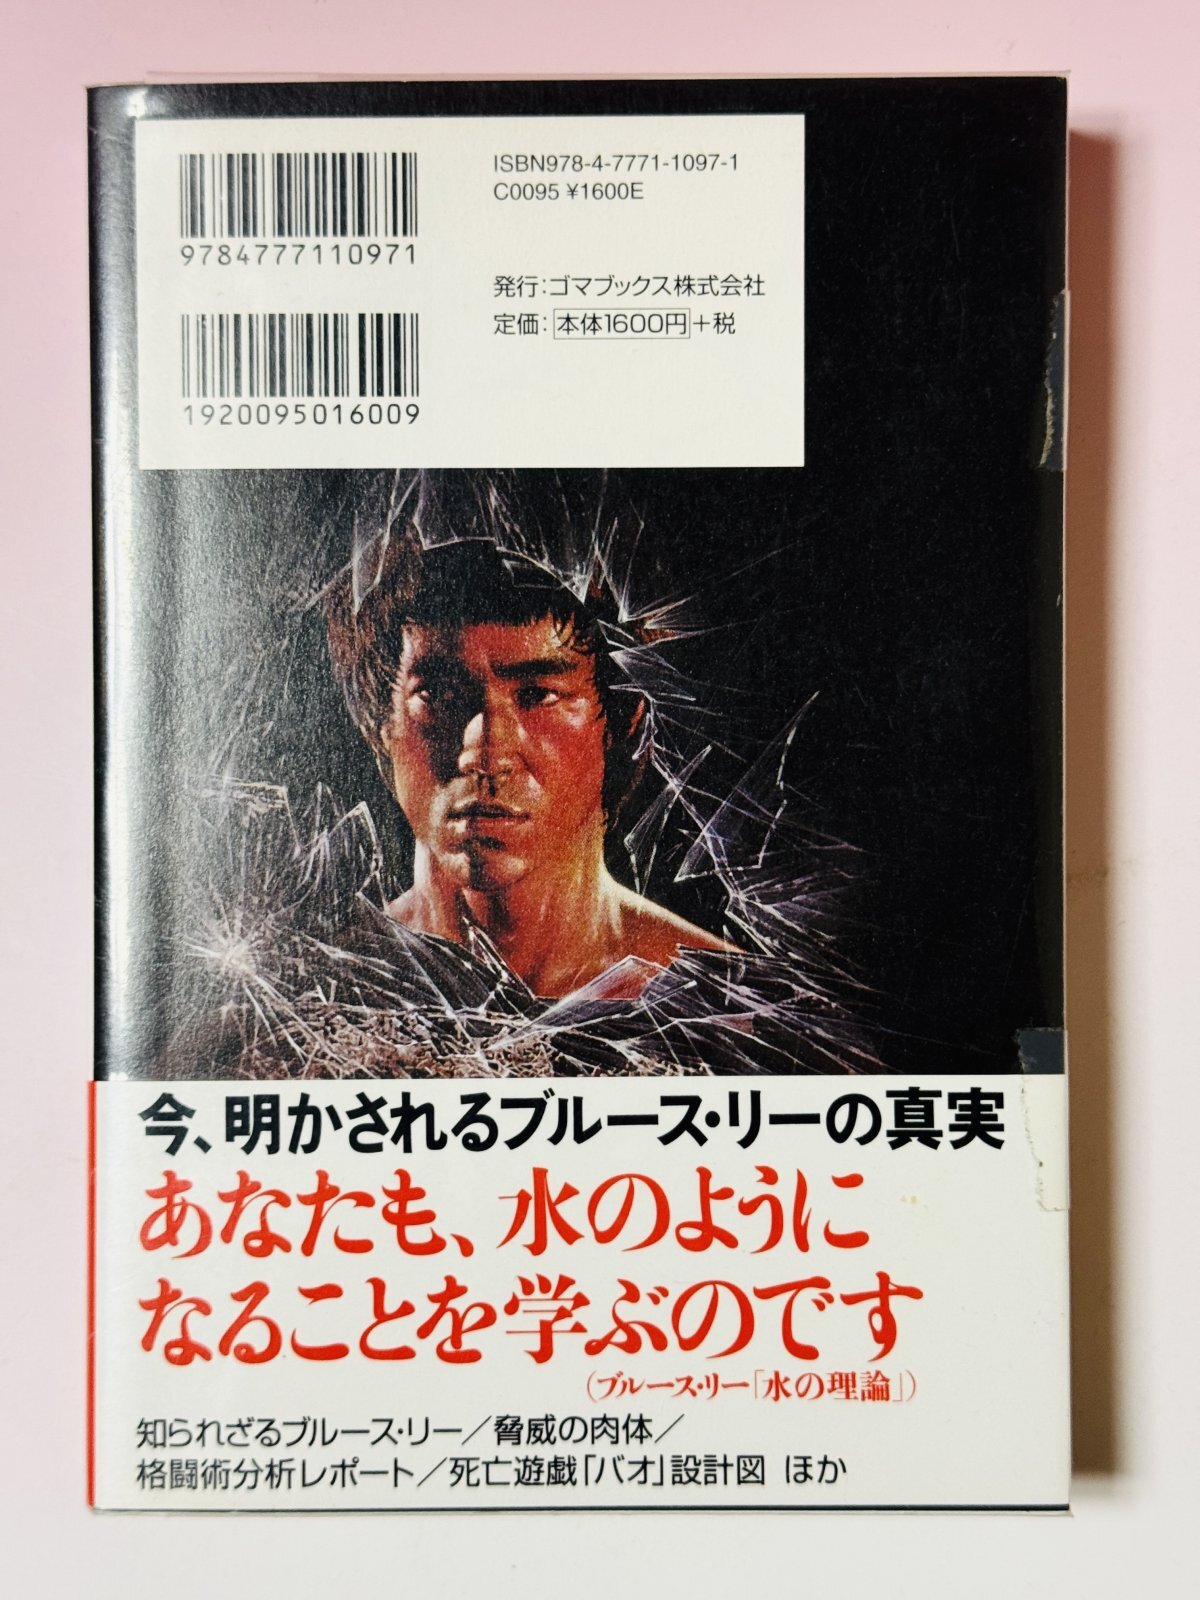 ISBN978-4-7771-1097-1
C0095 ¥1600E
9784777110971
発行：ゴマブックス株式会社
定価： 本体1600円＋税
1920095016009
今、明かされるブルース・リーの真実
あなたも、水のように
なることを学ぶのです
（ブルース・リー「水の理論」）
知られざるブルース・リー／脅威の肉体／
格闘術分析レポート／死亡遊戯「バオ」設計図 ほか